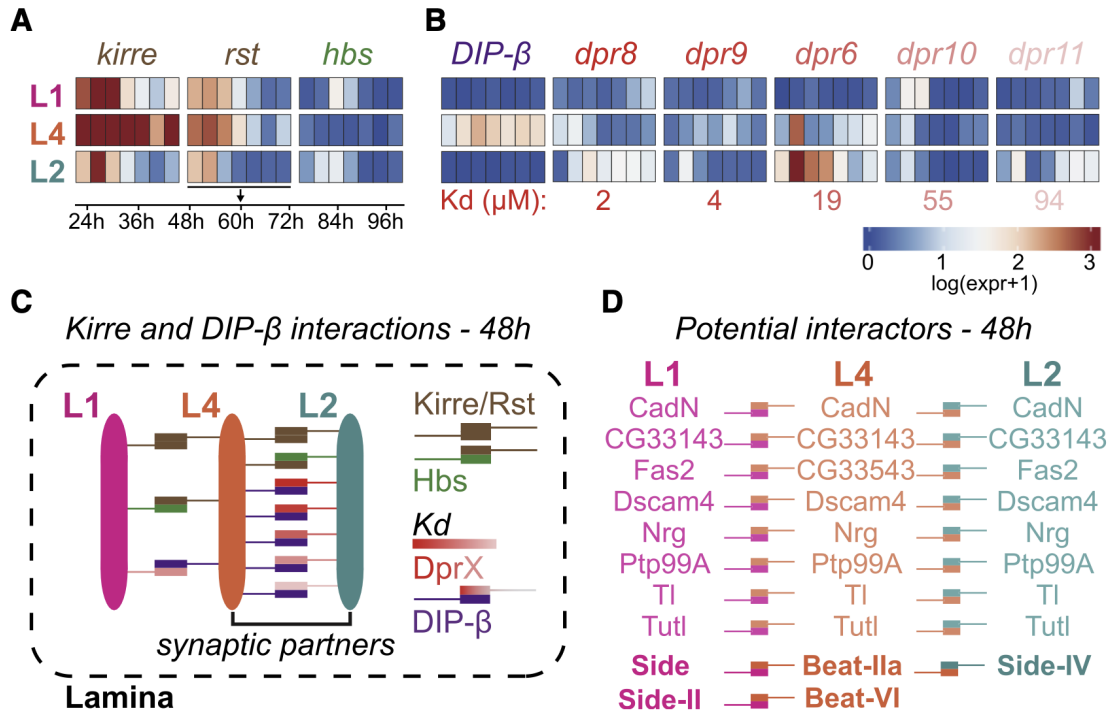 A
kirre rst hbs
L1
L4
L2
24h 36h 48h 60h 72h 84h 96h
B
DIP-β dpr8 dpr9 dpr6 dpr10 dpr11
Kd (μM): 2 4 19 55 94
0 1 2 3
log(expr+1)
C
Kirre and DIP-β interactions - 48h
L1 L4 L2
Kirre/Rst
Hbs
Kd
DprX
DIP-β
synaptic partners
Lamina
D
Potential interactors - 48h
L1 L4 L2
CadN CadN CadN
CG33143 CG33143 CG33143
Fas2 CG33543 Fas2
Dscam4 Dscam4 Dscam4
Nrg Nrg Nrg
Ptp99A Ptp99A Ptp99A
Tl Tl Tl
Tutl Tutl Tutl
Side Beat-IIa Side-IV
Side-II Beat-VI